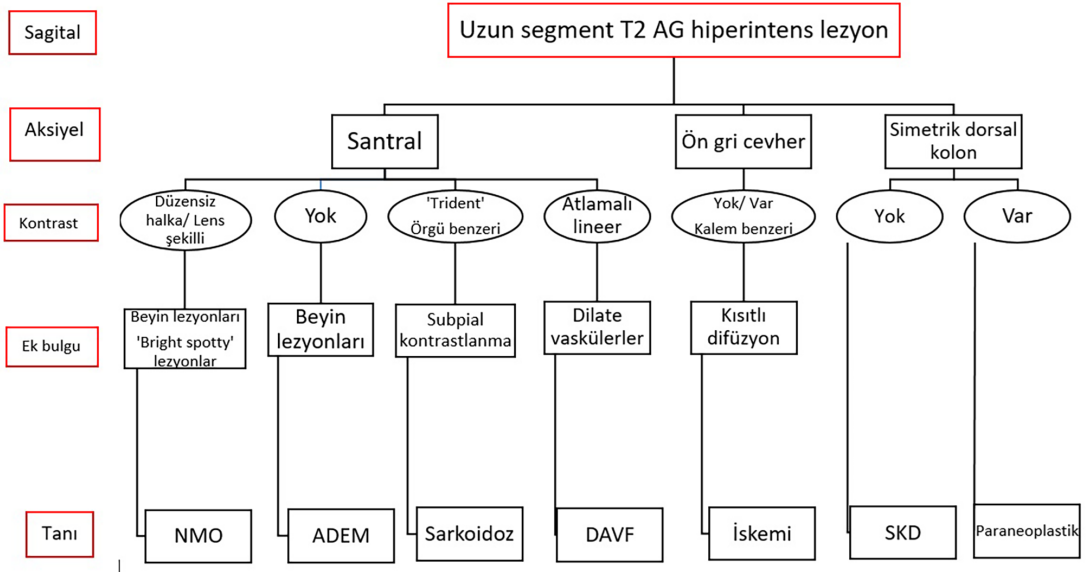 Sagital
Uzun segment T2 AG hiperintens lezyon
Aksiyel
Santral
Ön gri cevher
Simetrik dorsal
kolon
Kontrast
Düzensiz
halka/ Lens
şekilli
Yok
'Trident'
Örgü benzeri
Atlamalı
lineer
Yok/ Var
Kalem benzeri
Yok
Var
Ek bulgu
Beyin lezyonları
'Bright spotty'
lezyonlar
Beyin
lezyonları
Subpial
kontrastlanma
Dilate
vaskülerler
Kısıtlı
difüzyon
Tanı
NMO
ADEM
Sarkoidoz
DAVF
İskemi
SKD
Paraneoplastik